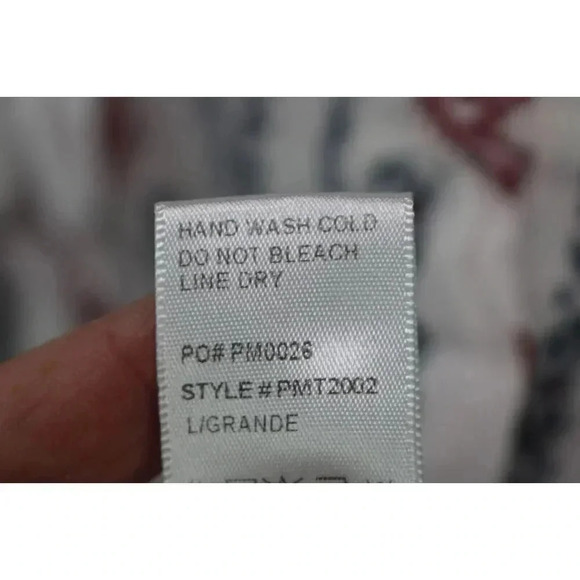 HAND WASH COLD
DO NOT BLEACH
LINE DRY
PO# PM0026
STYLE # PMT2002
L/GRANDE